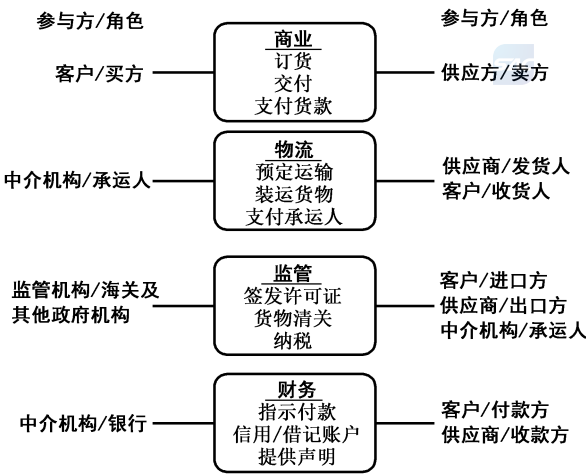 参与方/角色
参与方/角色
商业
订货
交付
支付货款
客户/买方
供应方/卖方
物流
预定运输
装运货物
支付承运人
中介机构/承运人
供应商/发货人
客户/收货人
监管
签发许可证
货物清关
纳税
监管机构/海关及
其他政府机构
客户/进口方
供应商/出口方
中介机构/承运人
财务
指示付款
信用/借记账户
提供声明
中介机构/银行
客户/付款方
供应商/收款方